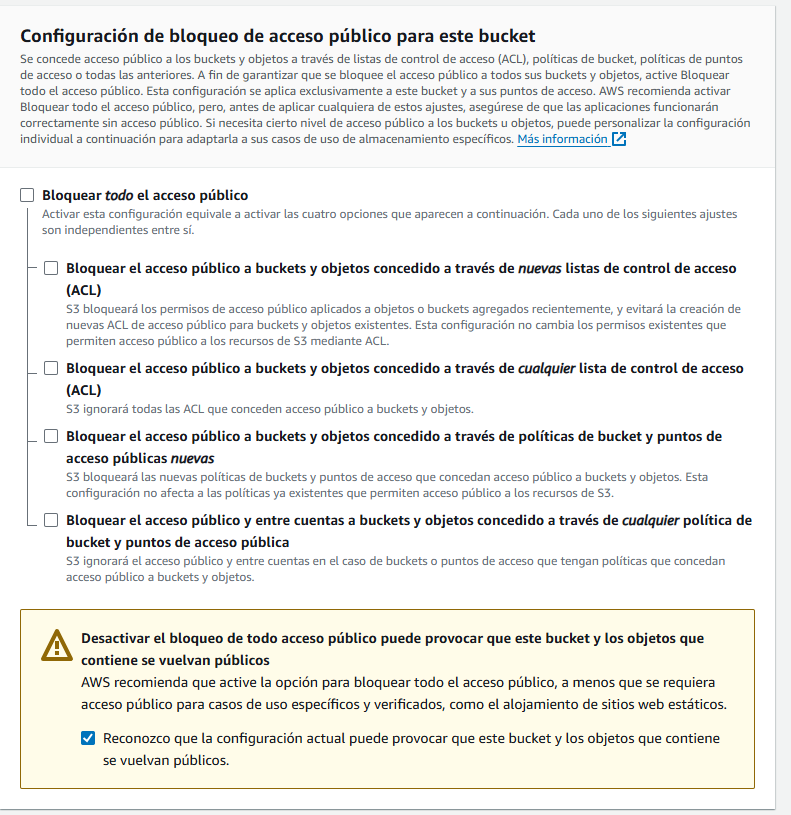 Configuración de bloqueo de acceso público para este bucket
Se concede acceso público a los buckets y objetos a través de listas de control de acceso (ACL), políticas de bucket, políticas de puntos
de acceso o todas las anteriores. A fin de garantizar que se bloquee el acceso público a todos sus buckets y objetos, active Bloquear
todo el acceso público. Esta configuración se aplica exclusivamente a este bucket y a sus puntos de acceso. AWS recomienda activar
Bloquear todo el acceso público, pero, antes de aplicar cualquiera de estos ajustes, asegúrese de que las aplicaciones funcionarán
correctamente sin acceso público. Si necesita cierto nivel de acceso público a los buckets u objetos, puede personalizar la configuración
individual a continuación para adaptarla a sus casos de uso de almacenamiento específicos. Más información
Bloquear todo el acceso público
Activar esta configuración equivale a activar las cuatro opciones que aparecen a continuación. Cada uno de los siguientes ajustes
son independientes entre sí.
Bloquear el acceso público a buckets y objetos concedido a través de nuevas listas de control de acceso
(ACL)
S3 bloqueará los permisos de acceso público aplicados a objetos o buckets agregados recientemente, y evitará la creación de
nuevas ACL de acceso público para buckets y objetos existentes. Esta configuración no cambia los permisos existentes que
permiten acceso público a los recursos de S3 mediante ACL.
Bloquear el acceso público a buckets y objetos concedido a través de cualquier lista de control de acceso
(ACL)
S3 ignorará todas las ACL que conceden acceso público a buckets y objetos.
Bloquear el acceso público a buckets y objetos concedido a través de políticas de bucket y puntos de
acceso públicas nuevas
S3 bloqueará las nuevas políticas de buckets y puntos de acceso que concedan acceso público a buckets y objetos. Esta
configuración no afecta a las políticas ya existentes que permiten acceso público a los recursos de S3.
Bloquear el acceso público y entre cuentas a buckets y objetos concedido a través de cualquier política de
bucket y puntos de acceso pública
S3 ignorará el acceso público y entre cuentas en el caso de buckets o puntos de acceso que tengan políticas que concedan
acceso público a buckets y objetos.
Desactivar el bloqueo de todo acceso público puede provocar que este bucket y los objetos que
contiene se vuelvan públicos
AWS recomienda que active la opción para bloquear todo el acceso público, a menos que se requiera
acceso público para casos de uso específicos y verificados, como el alojamiento de sitios web estáticos.
Reconozco que la configuración actual puede provocar que este bucket y los objetos que contiene
se vuelvan públicos.